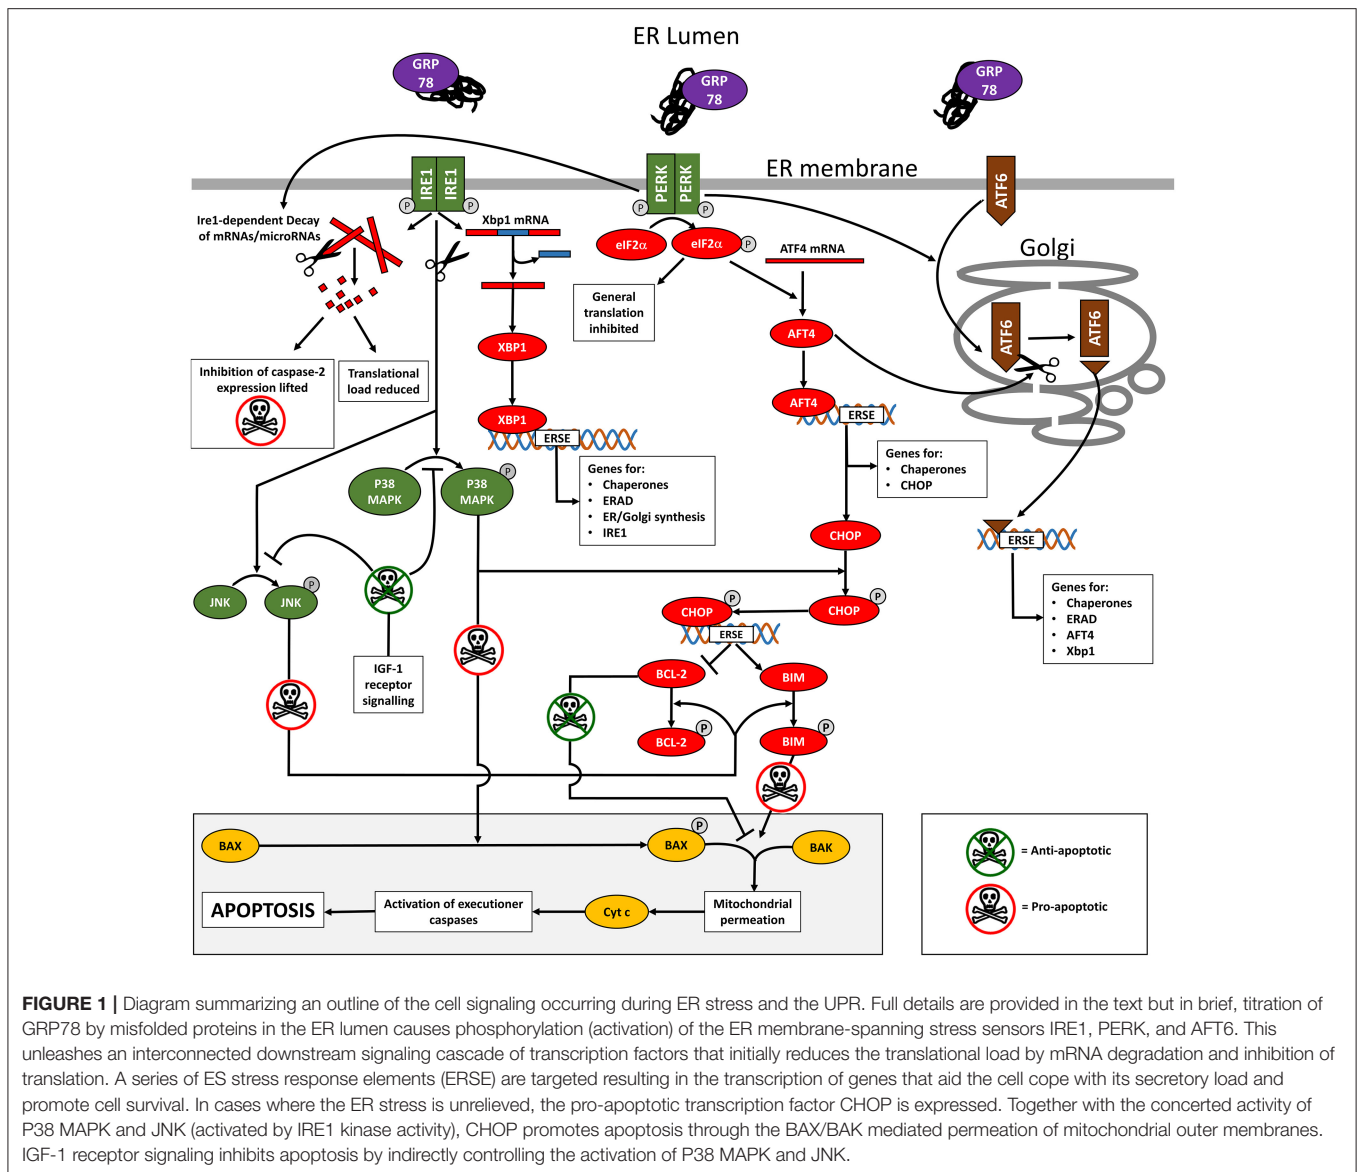 ER Lumen
GRP
78
GRP
78
GRP
78
ER membrane
IRE1
IRE1
PERK
PERK
ATF6
P
P
P
P
Ire1-dependent Decay
of mRNAs/microRNAs
Xbp1 mRNA
eIF2α
eIF2α
P
ATF4 mRNA
Golgi
General
translation
inhibited
XBP1
AFT4
ATF6
ATF6
Inhibition of caspase-2
expression lifted
Translational
load reduced
XBP1
ERSE
AFT4
ERSE
Genes for:
• Chaperones
• CHOP
P38
MAPK
P38
MAPK
P
Genes for:
• Chaperones
• ERAD
• ER/Golgi synthesis
• IRE1
CHOP
ERSE
JNK
JNK
P
CHOP
P
CHOP
P
ERSE
Genes for:
• Chaperones
• ERAD
• AFT4
• Xbp1
IGF-1
receptor
signalling
BCL-2
BIM
BCL-2
P
BIM
P
BAX
BAX
P
BAK
APOPTOSIS
Activation of executioner
caspases
Cyt c
Mitochondrial
permeation
= Anti-apoptotic
= Pro-apoptotic
FIGURE 1 | Diagram summarizing an outline of the cell signaling occurring during ER stress and the UPR. Full details are provided in the text but in brief, titration of
GRP78 by misfolded proteins in the ER lumen causes phosphorylation (activation) of the ER membrane-spanning stress sensors IRE1, PERK, and AFT6. This
unleashes an interconnected downstream signaling cascade of transcription factors that initially reduces the translational load by mRNA degradation and inhibition of
translation. A series of ES stress response elements (ERSE) are targeted resulting in the transcription of genes that aid the cell cope with its secretory load and
promote cell survival. In cases where the ER stress is unrelieved, the pro-apoptotic transcription factor CHOP is expressed. Together with the concerted activity of
P38 MAPK and JNK (activated by IRE1 kinase activity), CHOP promotes apoptosis through the BAX/BAK mediated permeation of mitochondrial outer membranes.
IGF-1 receptor signaling inhibits apoptosis by indirectly controlling the activation of P38 MAPK and JNK.